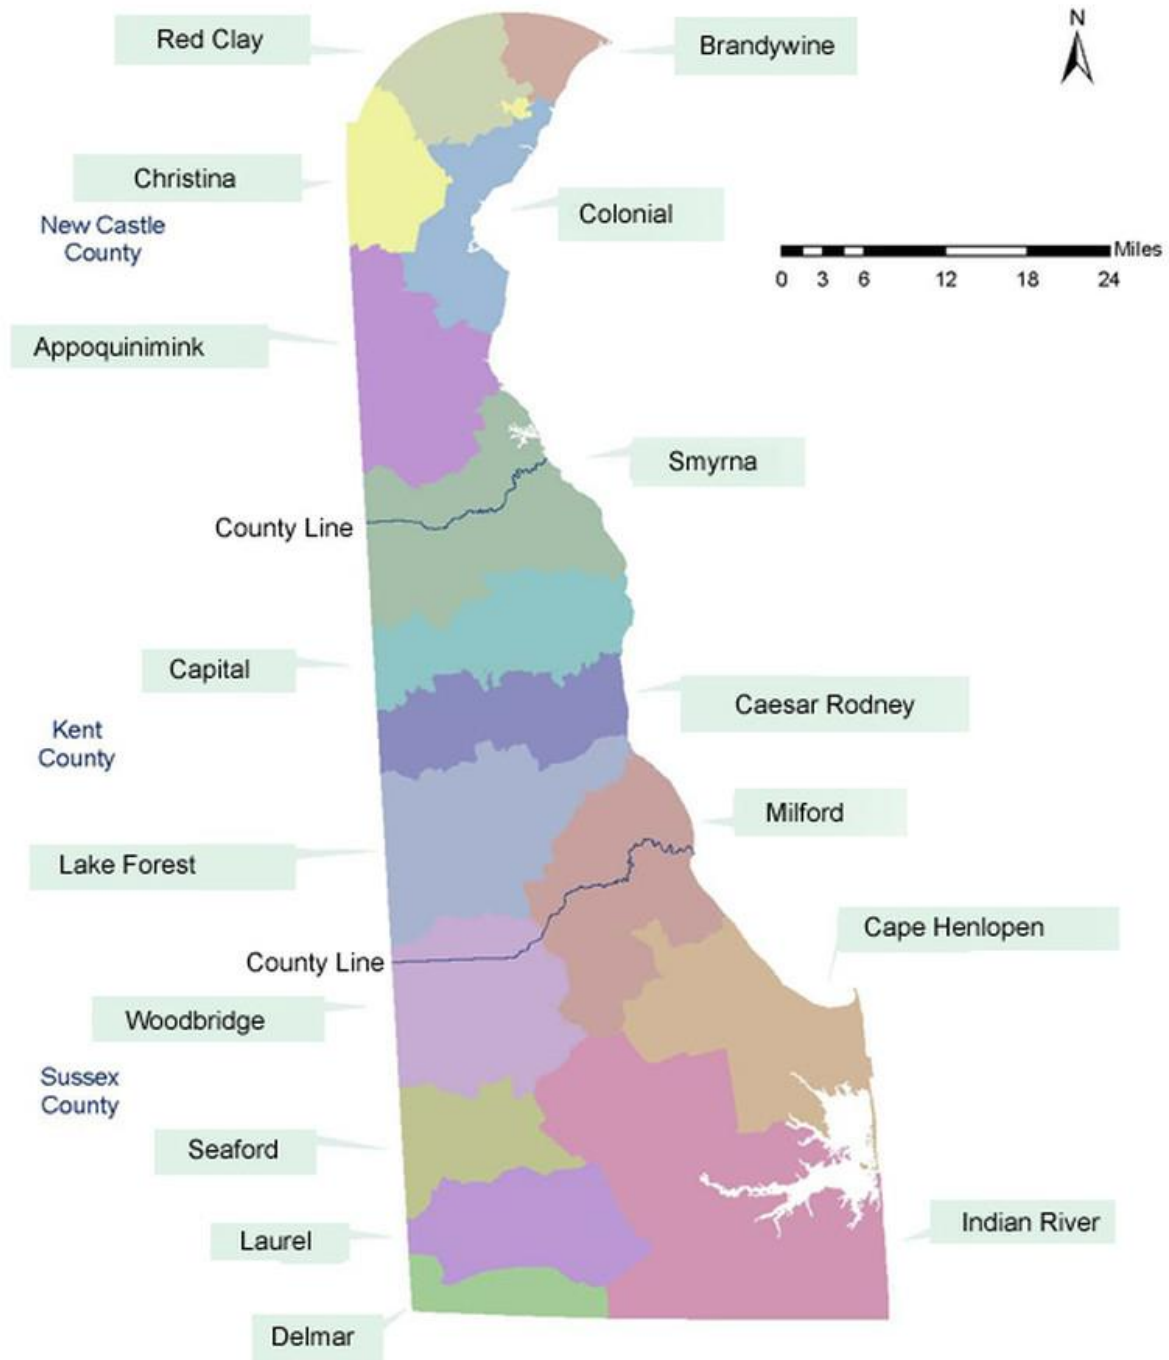 Red Clay
Brandywine
N
Christina
New Castle
County
Colonial
Miles
0 3 6 12 18 24
Appoquinimink
Smyrna
County Line
Capital
Caesar Rodney
Kent
County
Milford
Lake Forest
Cape Henlopen
County Line
Woodbridge
Sussex
County
Seaford
Indian River
Laurel
Delmar